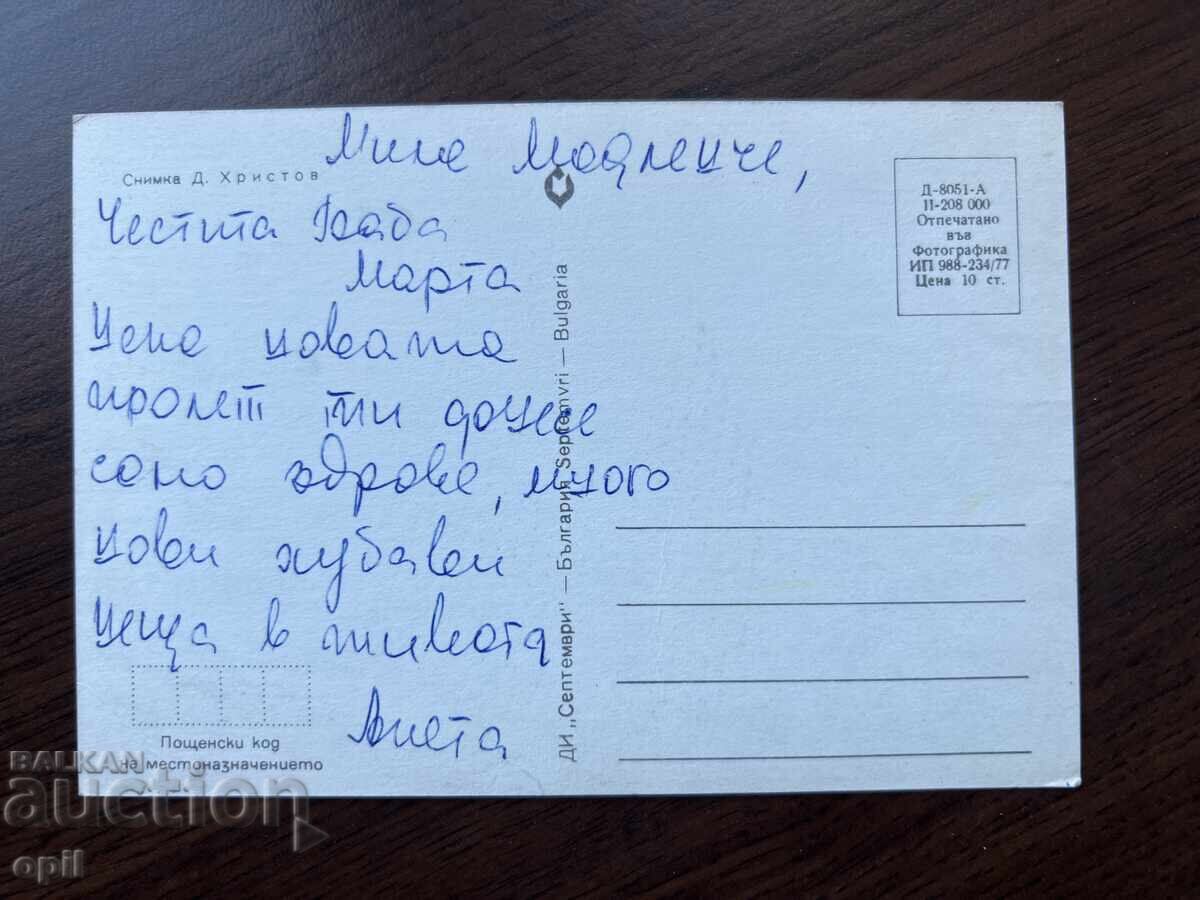 Снимка Д. Христов
Мила Мадленче,
Честита Баба
Марта
Нека новата
пролет ти донесе
само здраве, много
нови хубави
неща в живота
Анета
Пощенски код
на местоназначението
ДИ „Септември" — България Septemvri — Bulgaria
Д-8051-А
11-208 000
Отпечатано
във
Фотографика
ИП 988-234/77
Цена 10 ст.
BALKAN
auction
opil